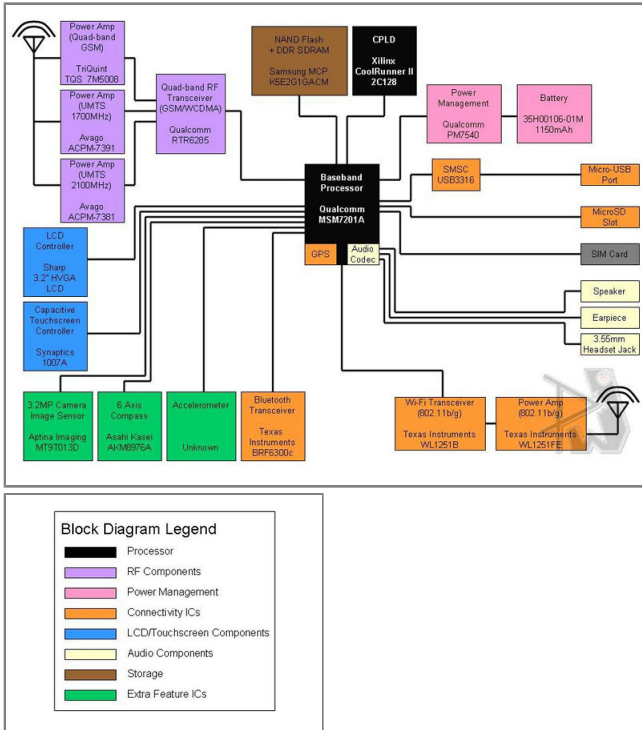 Power Amp
(Quad-band
GSM)
TriQuint
TQS 7M5008
Power Amp
(UMTS
1700MHz)
Avago
ACPM-7391
Power Amp
(UMTS
2100MHz)
Avago
ACPM-7381
Quad-band RF
Transceiver
(GSM/WCDMA)
Qualcomm
RTR6285
NAND Flash
+ DDR SDRAM
Samsung MCP
K5E2G1GACM
CPLD
Xilinx
CoolRunner II
2C128
Power
Management
Qualcomm
PM7540
Battery
35H00106-01M
1150mAh
Baseband
Processor
Qualcomm
MSM7201A
GPS
Audio
Codec
SMSC
USB3316
Micro-USB
Port
MicroSD
Slot
SIM Card
Speaker
Earpiece
3.55mm
Headset Jack
LCD
Controller
Sharp
3.2" HVGA
LCD
Capacitive
Touchscreen
Controller
Synaptics
1007A
3.2MP Camera
Image Sensor
Aptina Imaging
MT9T013D
6 Axis
Compass
Asahi Kasei
AKM8976A
Accelerometer
Unknown
Bluetooth
Transceiver
Texas
Instruments
BRF6300c
Wi-Fi Transceiver
(802.11b/g)
Texas Instruments
WL1251B
Power Amp
(802.11b/g)
Texas Instruments
WL1251FE
Block Diagram Legend
Processor
RF Components
Power Management
Connectivity ICs
LCD/Touchscreen Components
Audio Components
Storage
Extra Feature ICs